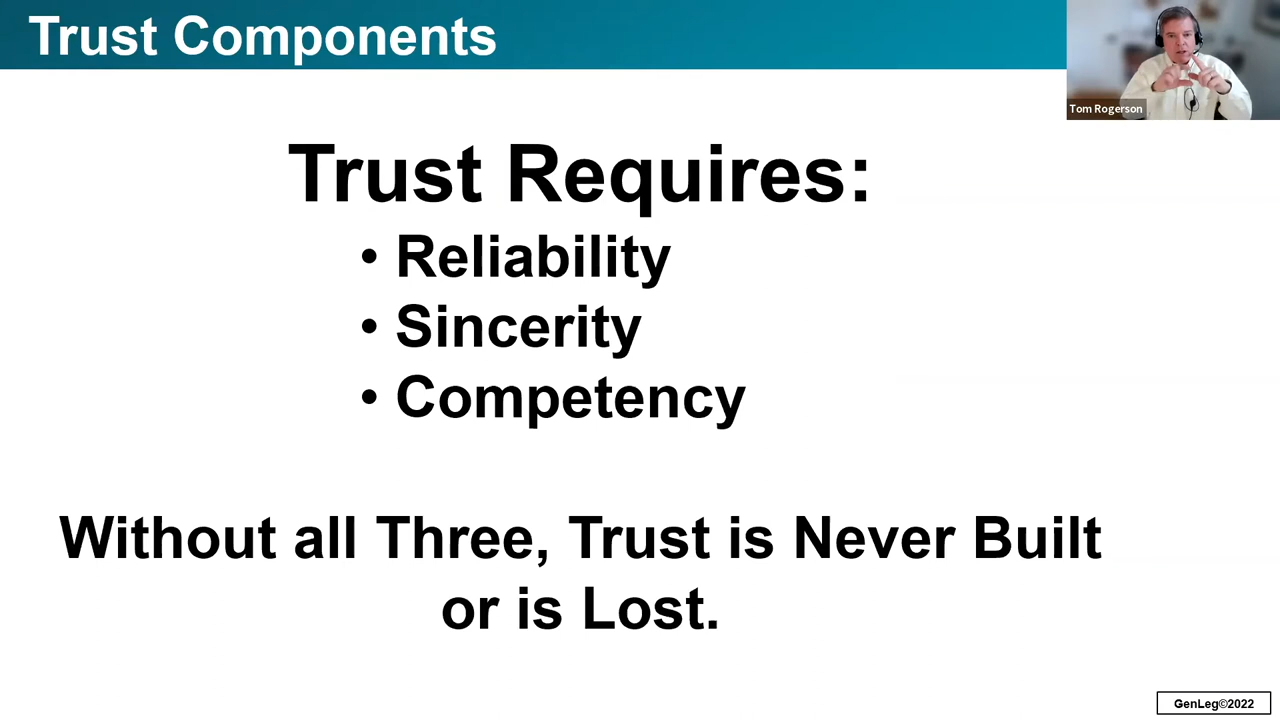 Trust Components
Tom Rogerson
Trust Requires:
• Reliability
• Sincerity
• Competency
Without all Three, Trust is Never Built
or is Lost.
GenLeg©2022